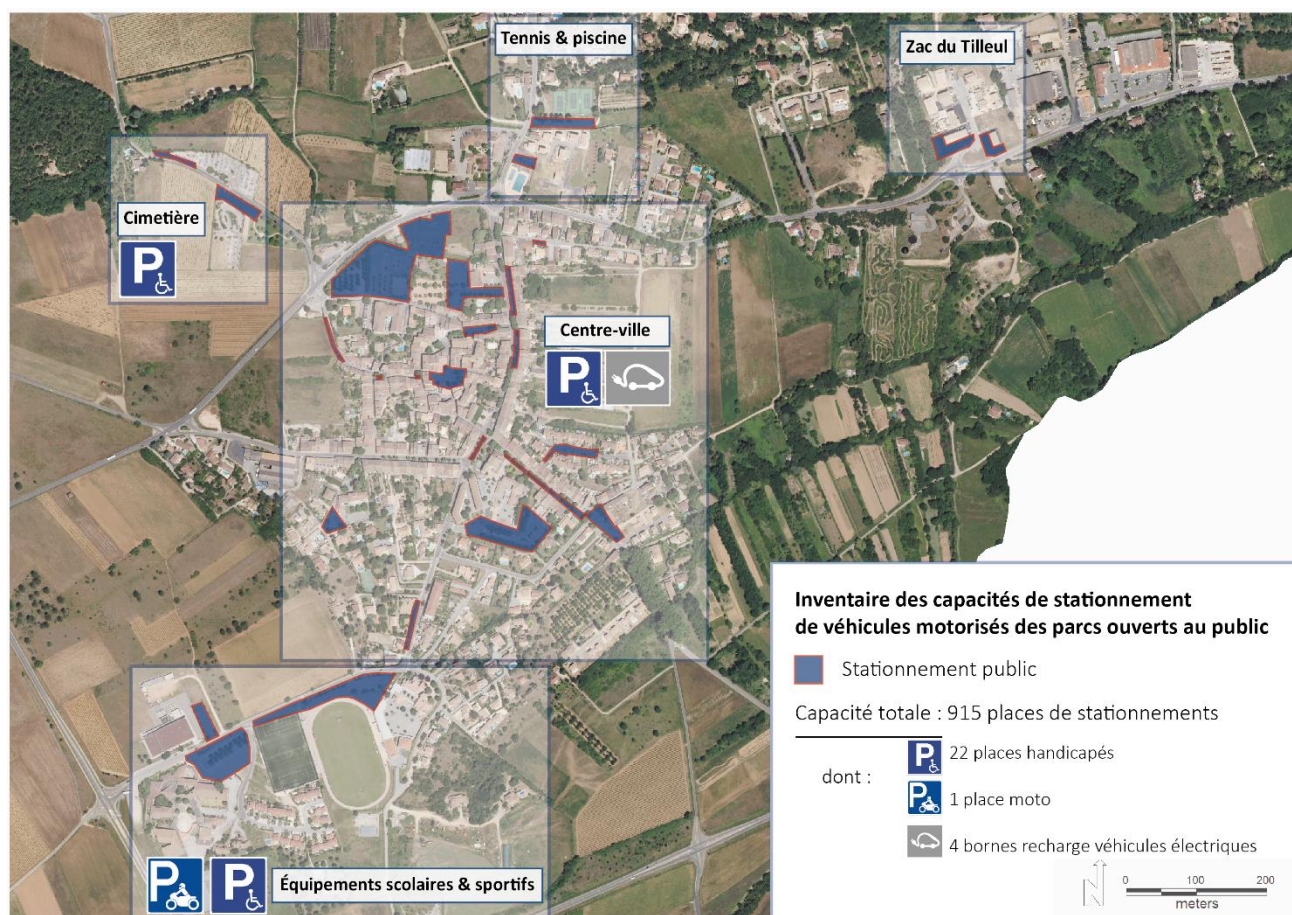 Tennis & piscine
Zac du Tilleul
Cimetière
P
Centre-ville
P
Inventaire des capacités de stationnement
de véhicules motorisés des parcs ouverts au public
Stationnement public
Capacité totale : 915 places de stationnements
dont :
P 22 places handicapés
P 1 place moto
4 bornes recharge véhicules électriques
P P Équipements scolaires & sportifs
N
0 100 200
meters